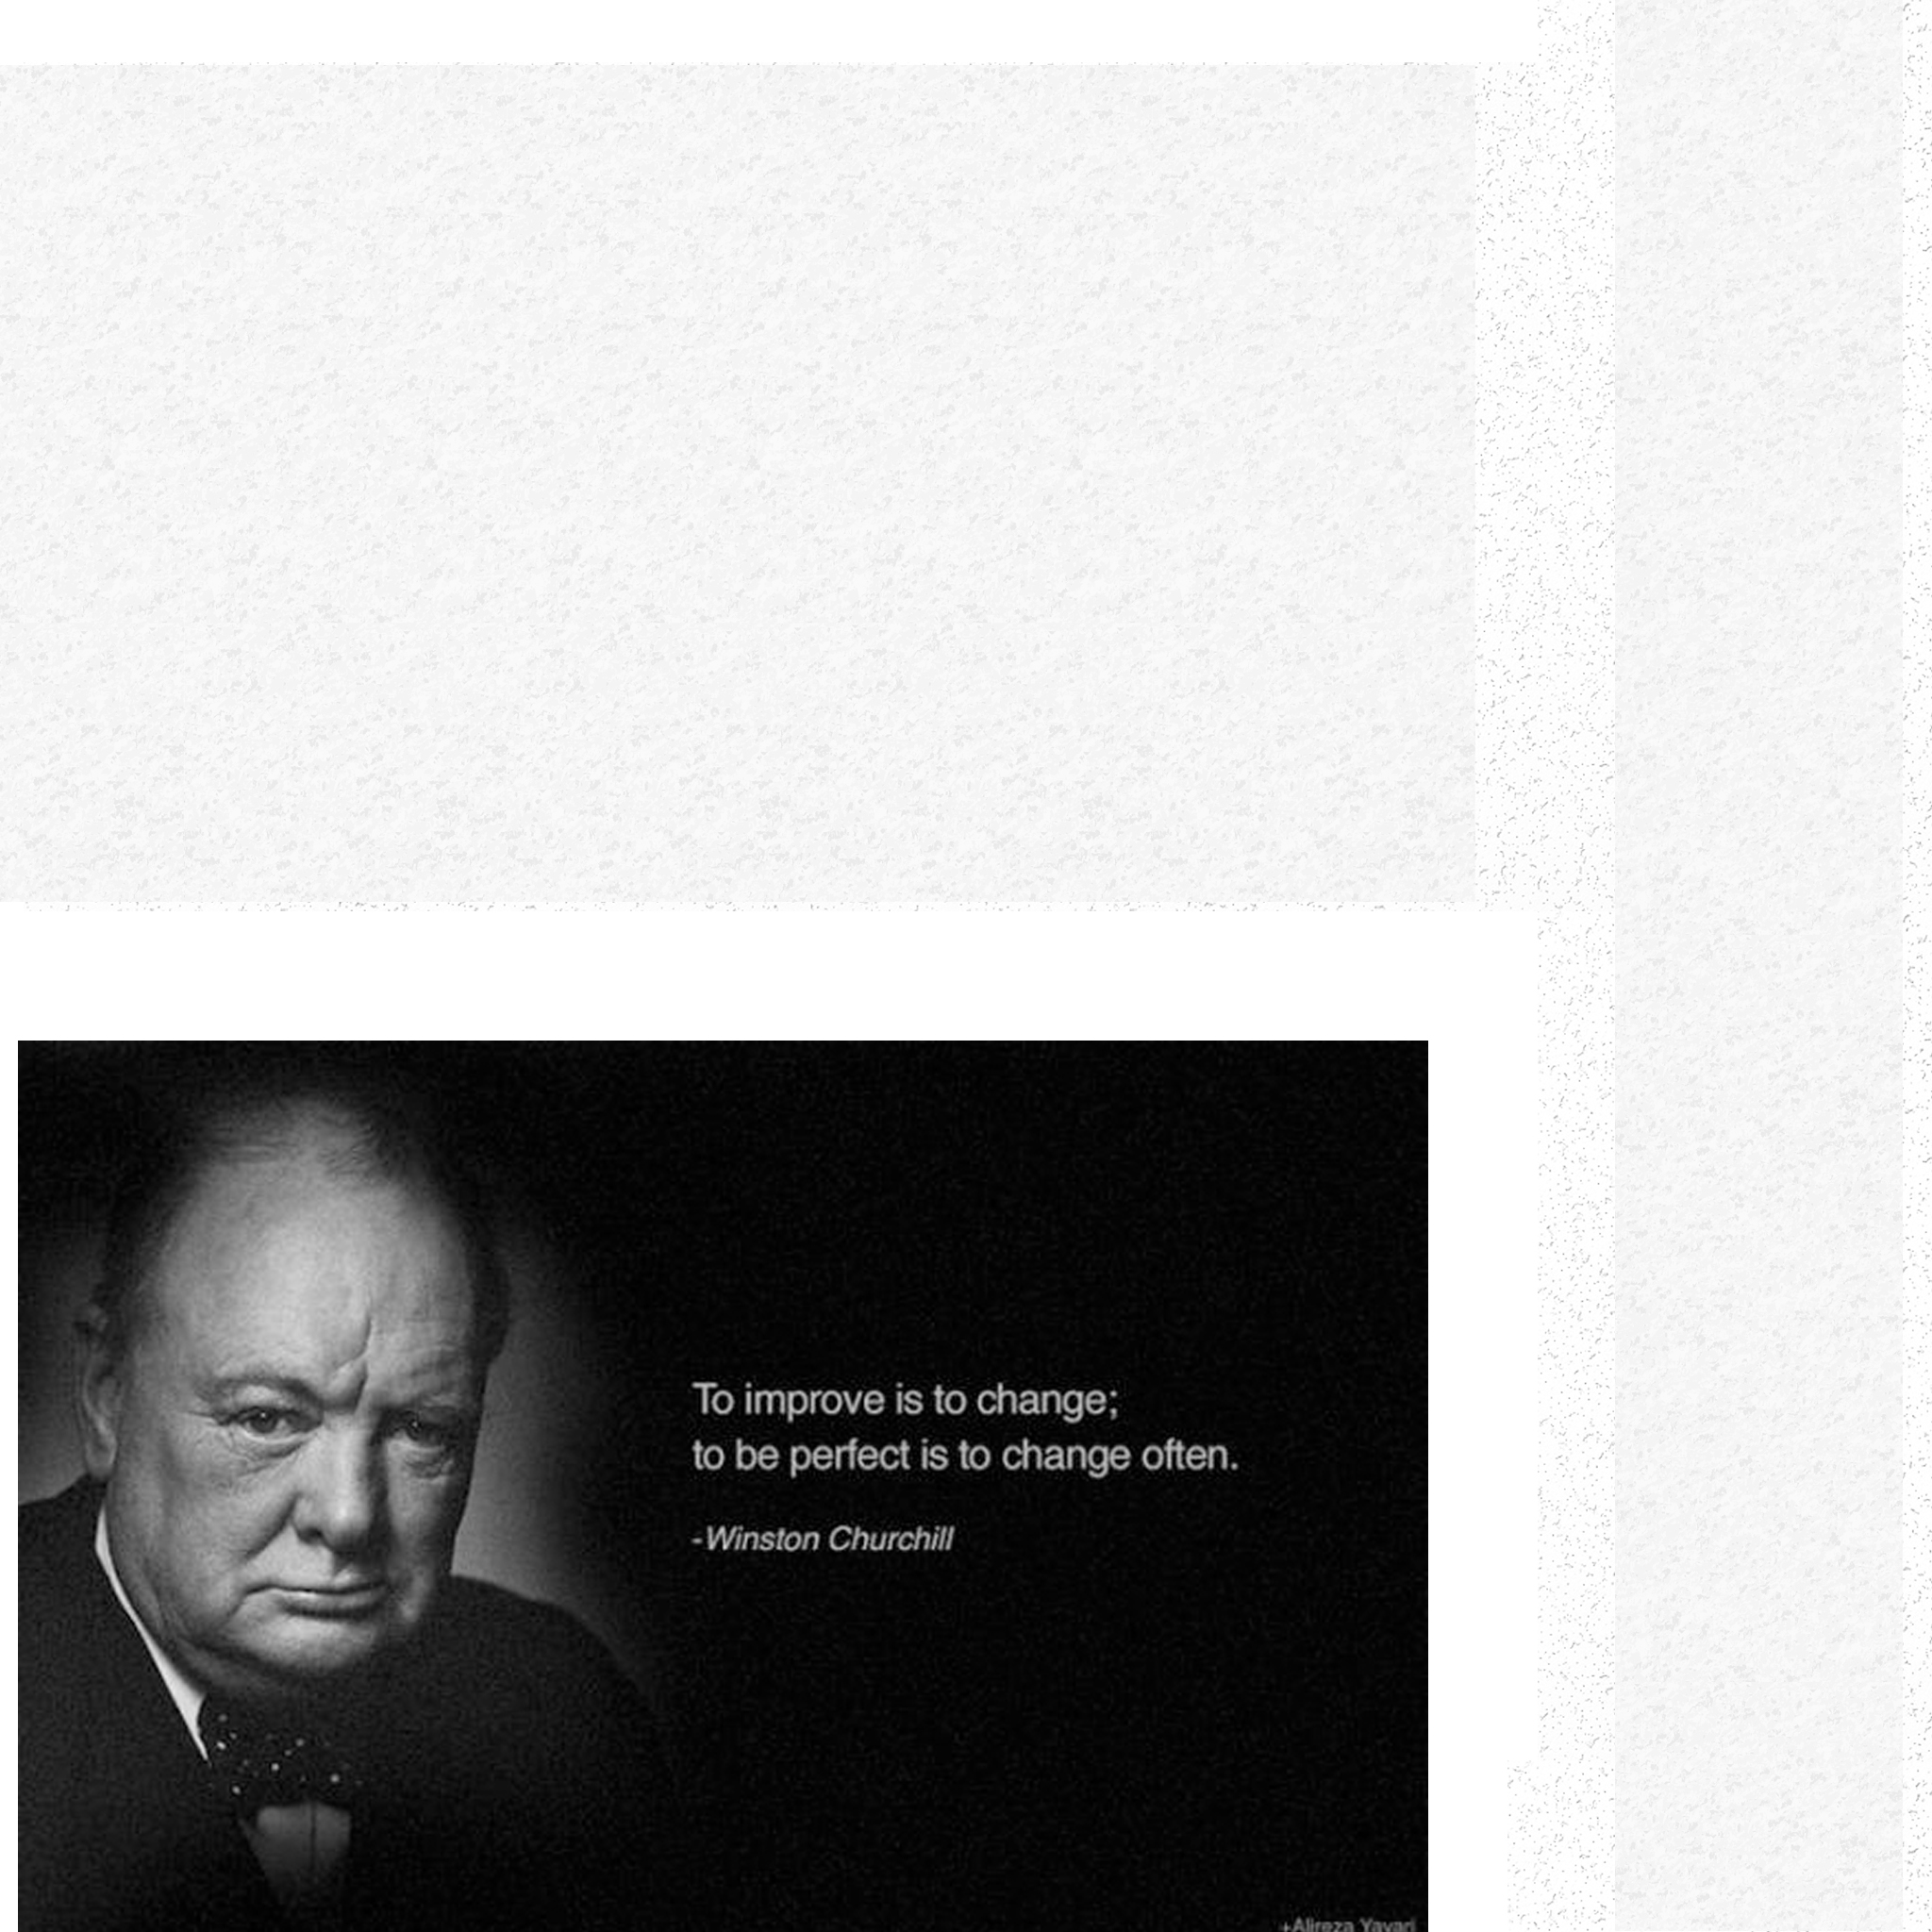 To improve is to change;
to be perfect is to change often.
-Winston Churchill
+Alireza Yavari